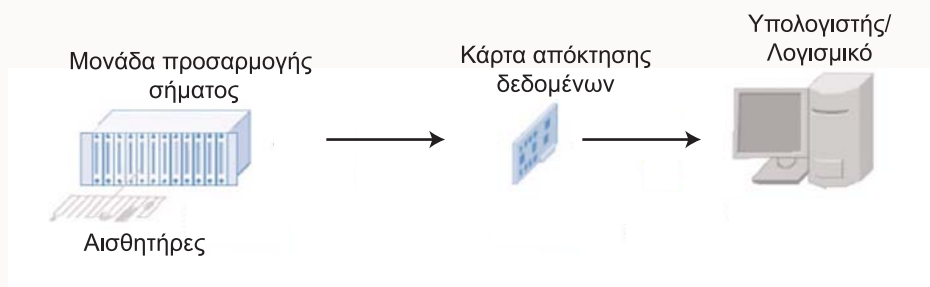 Μονάδα προσαρμογής
σήματος
Αισθητήρες
Κάρτα απόκτησης
δεδομένων
Υπολογιστής/
Λογισμικό